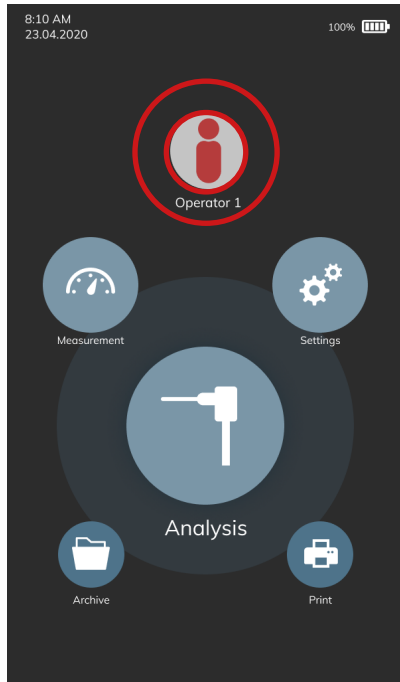 8:10 AM
100%
23.04.2020
Operator 1
Measurement
Settings
Analysis
Archive
Print